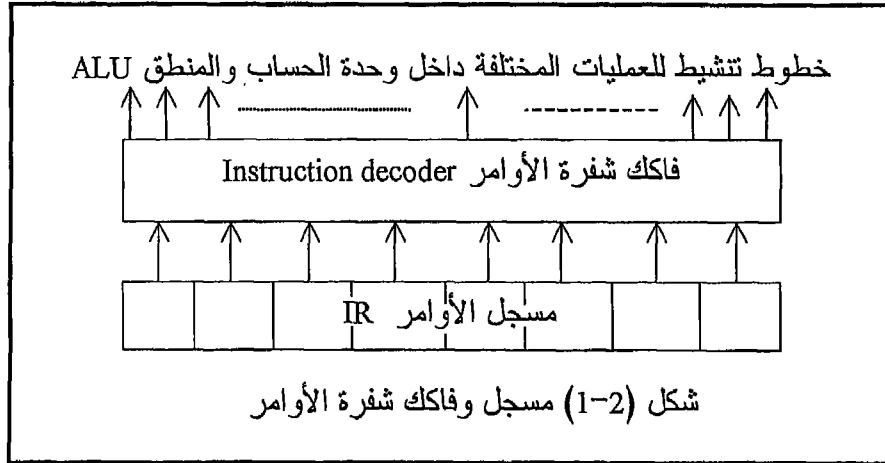 خطوط تنشيط للعمليات المختلفة داخل وحدة الحساب والمنطق ALU
فاكك شفرة الأوامر Instruction decoder
مسجل الأوامر IR
شكل (1-2) مسجل وفاكك شفرة الأوامر